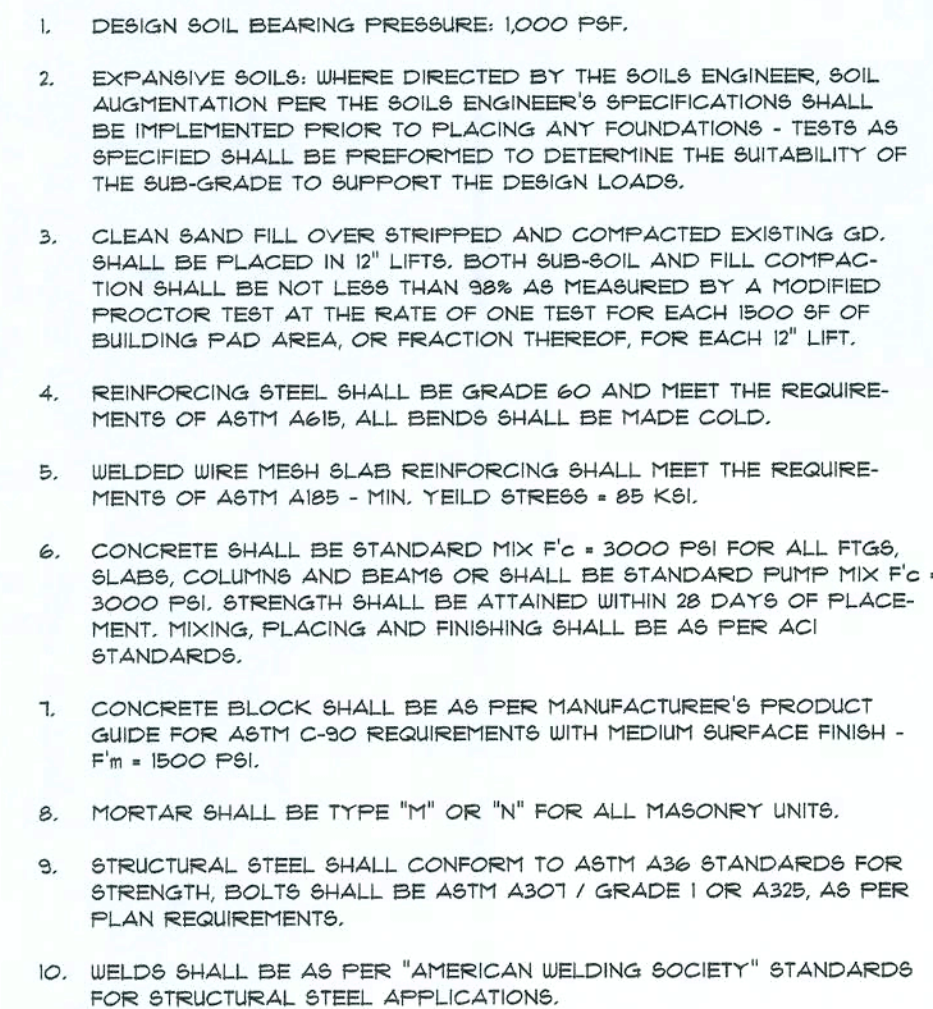 1. DESIGN SOIL BEARING PRESSURE: 1,000 PSF.
2. EXPANSIVE SOILS: WHERE DIRECTED BY THE SOILS ENGINEER, SOIL
AUGMENTATION PER THE SOILS ENGINEER'S SPECIFICATIONS SHALL
BE IMPLEMENTED PRIOR TO PLACING ANY FOUNDATIONS - TESTS AS
SPECIFIED SHALL BE PREFORMED TO DETERMINE THE SUITABILITY OF
THE SUB-GRADE TO SUPPORT THE DESIGN LOADS.
3. CLEAN SAND FILL OVER STRIPPED AND COMPACTED EXISTING GD.
SHALL BE PLACED IN 12" LIFTS. BOTH SUB-SOIL AND FILL COMPAC-
TION SHALL BE NOT LESS THAN 98% AS MEASURED BY A MODIFIED
PROCTOR TEST AT THE RATE OF ONE TEST FOR EACH 1500 SF OF
BUILDING PAD AREA, OR FRACTION THEREOF, FOR EACH 12" LIFT.
4. REINFORCING STEEL SHALL BE GRADE 60 AND MEET THE REQUIRE-
MENTS OF ASTM A615, ALL BENDS SHALL BE MADE COLD.
5. WELDED WIRE MESH SLAB REINFORCING SHALL MEET THE REQUIRE-
MENTS OF ASTM A185 - MIN. YEILD STRESS = 85 KSI.
6. CONCRETE SHALL BE STANDARD MIX F'c = 3000 PSI FOR ALL FTGS,
SLABS, COLUMNS AND BEAMS OR SHALL BE STANDARD PUMP MIX F'c =
3000 PSI. STRENGTH SHALL BE ATTAINED WITHIN 28 DAYS OF PLACE-
MENT. MIXING, PLACING AND FINISHING SHALL BE AS PER ACI
STANDARDS.
7. CONCRETE BLOCK SHALL BE AS PER MANUFACTURER'S PRODUCT
GUIDE FOR ASTM C-90 REQUIREMENTS WITH MEDIUM SURFACE FINISH -
F'm = 1500 PSI.
8. MORTAR SHALL BE TYPE "M" OR "N" FOR ALL MASONRY UNITS.
9. STRUCTURAL STEEL SHALL CONFORM TO ASTM A36 STANDARDS FOR
STRENGTH, BOLTS SHALL BE ASTM A307 / GRADE 1 OR A325, AS PER
PLAN REQUIREMENTS.
10. WELDS SHALL BE AS PER "AMERICAN WELDING SOCIETY" STANDARDS
FOR STRUCTURAL STEEL APPLICATIONS.